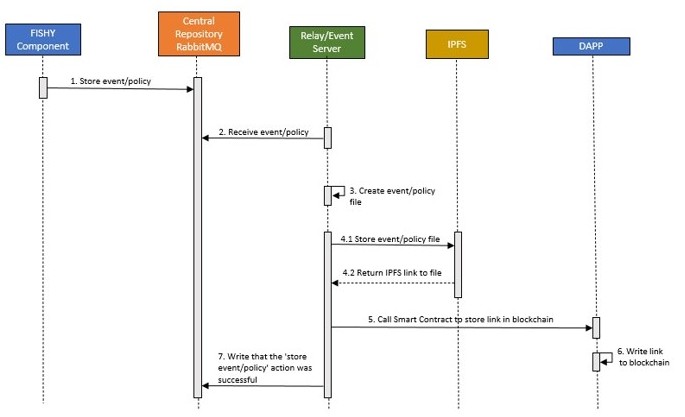 FISHY
Component
Central
Repository
RabbitMQ
Relay/Event
Server
IPFS
DAPP
1. Store event/policy
2. Receive event/policy
3. Create event/policy
file
4.1 Store event/policy file
4.2 Return IPFS link to file
5. Call Smart Contract to store link in blockchain
6. Write link
to blockchain
7. Write that the 'store
event/policy' action was
successful